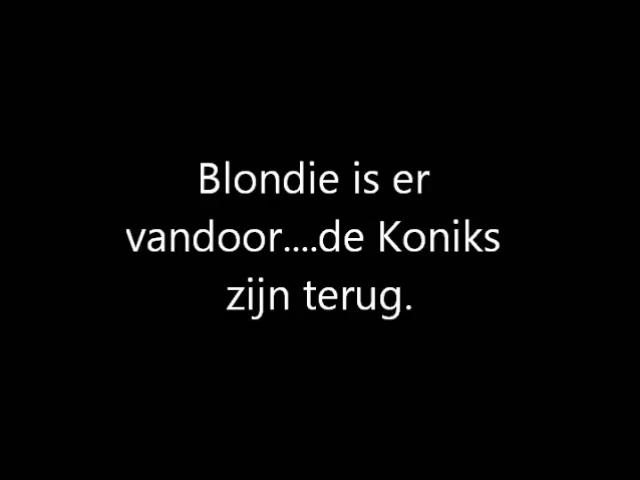 Blondie is er
vandoor....de Koniks
zijn terug.